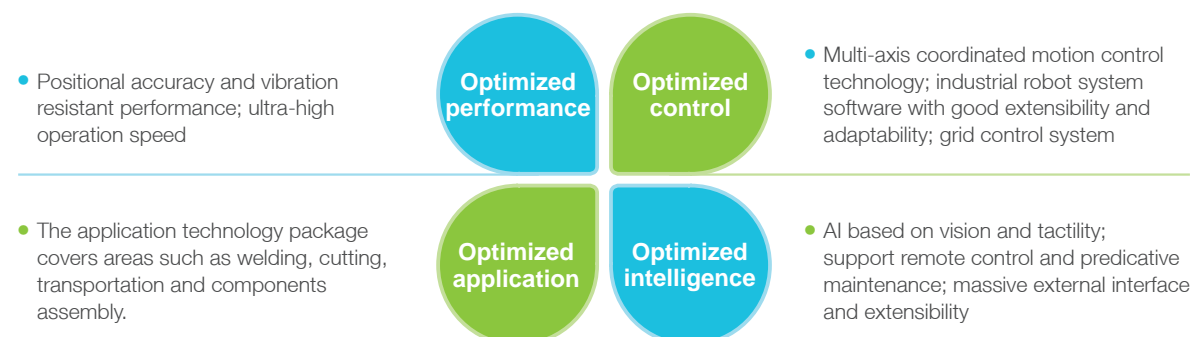 ● Positional accuracy and vibration
resistant performance; ultra-high
operation speed
Optimized
performance
Optimized
control
● Multi-axis coordinated motion control
technology; industrial robot system
software with good extensibility and
adaptability; grid control system
● The application technology package
covers areas such as welding, cutting,
transportation and components
assembly.
Optimized
application
Optimized
intelligence
● AI based on vision and tactility;
support remote control and predicative
maintenance; massive external interface
and extensibility